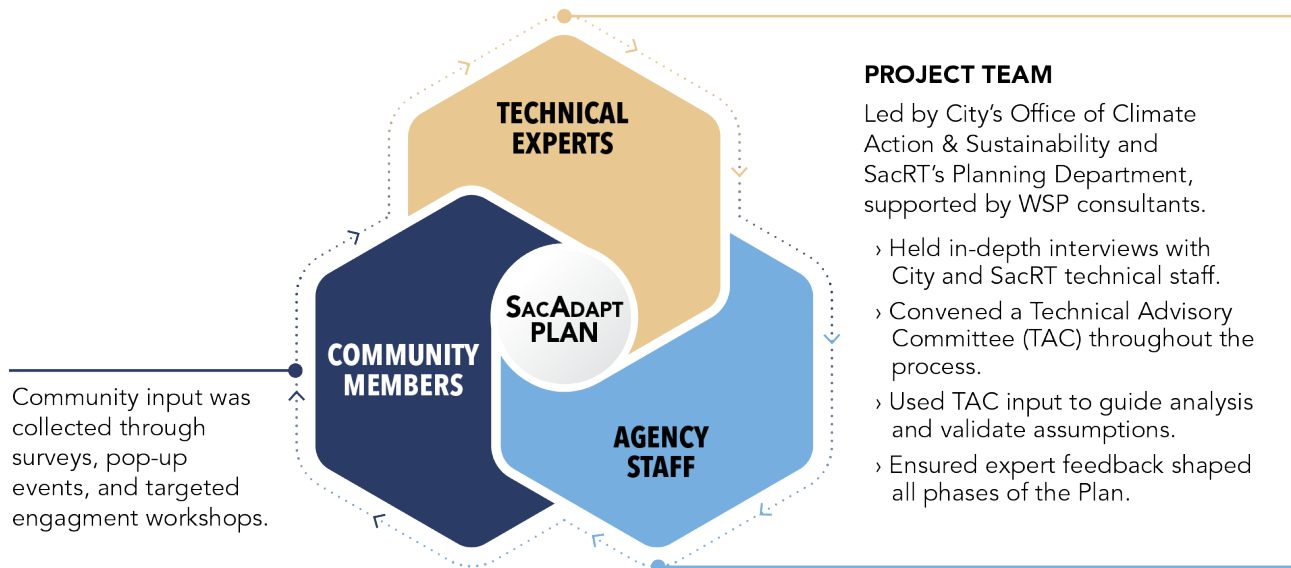 TECHNICAL
EXPERTS
COMMUNITY
MEMBERS
SACADAPT
PLAN
AGENCY
STAFF
Community input was
collected through
surveys, pop-up
events, and targeted
engagment workshops.
PROJECT TEAM
Led by City’s Office of Climate
Action & Sustainability and
SacRT’s Planning Department,
supported by WSP consultants.
› Held in-depth interviews with
City and SacRT technical staff.
› Convened a Technical Advisory
Committee (TAC) throughout the
process.
› Used TAC input to guide analysis
and validate assumptions.
› Ensured expert feedback shaped
all phases of the Plan.